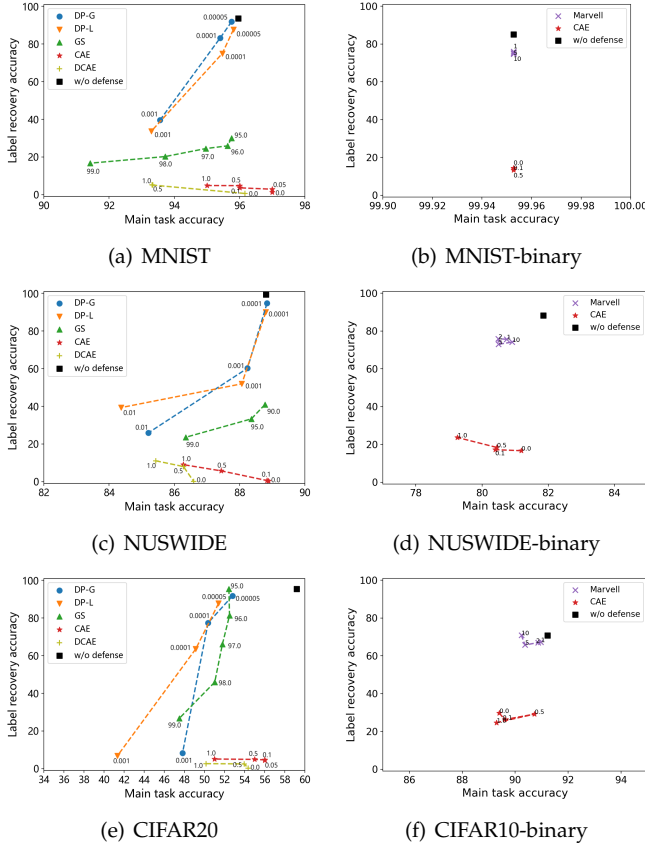 100
80
60
40
20
0
Label recovery accuracy
DP-G
DP-L
GS
CAE
DCAE
w/o defense
0.00005
0.00005
0.0001
0.0001
0.001
0.001
99.0
98.0
97.0
96.0
95.0
1.0
0.5
1.0
0.5
0.1
0.05
0.0
0.0
90 92 94 96 98
Main task accuracy
(a) MNIST
100
80
60
40
20
0
Label recovery accuracy
Marvell
CAE
w/o defense
1
10
0.0
0.1
0.5
99.90 99.92 99.94 99.96 99.98 100.00
Main task accuracy
(b) MNIST-binary
100
80
60
40
20
0
Label recovery accuracy
DP-G
DP-L
GS
CAE
DCAE
w/o defense
0.0001
0.0001
0.001
0.001
0.01
0.01
90.0
95.0
99.0
1.0
1.0
0.5
0.5
0.1
0.0
0.0
82 84 86 88 90
Main task accuracy
(c) NUSWIDE
100
80
60
40
20
0
Label recovery accuracy
Marvell
CAE
w/o defense
2
1
10
1.0
0.5
0.1
0.0
78 80 82 84
Main task accuracy
(d) NUSWIDE-binary
100
80
60
40
20
0
Label recovery accuracy
DP-G
DP-L
GS
CAE
DCAE
w/o defense
95.0
0.00005
0.00005
96.0
0.0001
0.0001
97.0
98.0
99.0
0.001
0.001
1.0
0.5
0.1
1.0
0.5
0.0
0.05
34 36 38 40 42 44 46 48 50 52 54 56 58 60
Main task accuracy
(e) CIFAR20
100
80
60
40
20
0
Label recovery accuracy
Marvell
CAE
w/o defense
10
5
0.0
0.1
0.5
86 88 90 92 94
Main task accuracy
(f) CIFAR10-binary